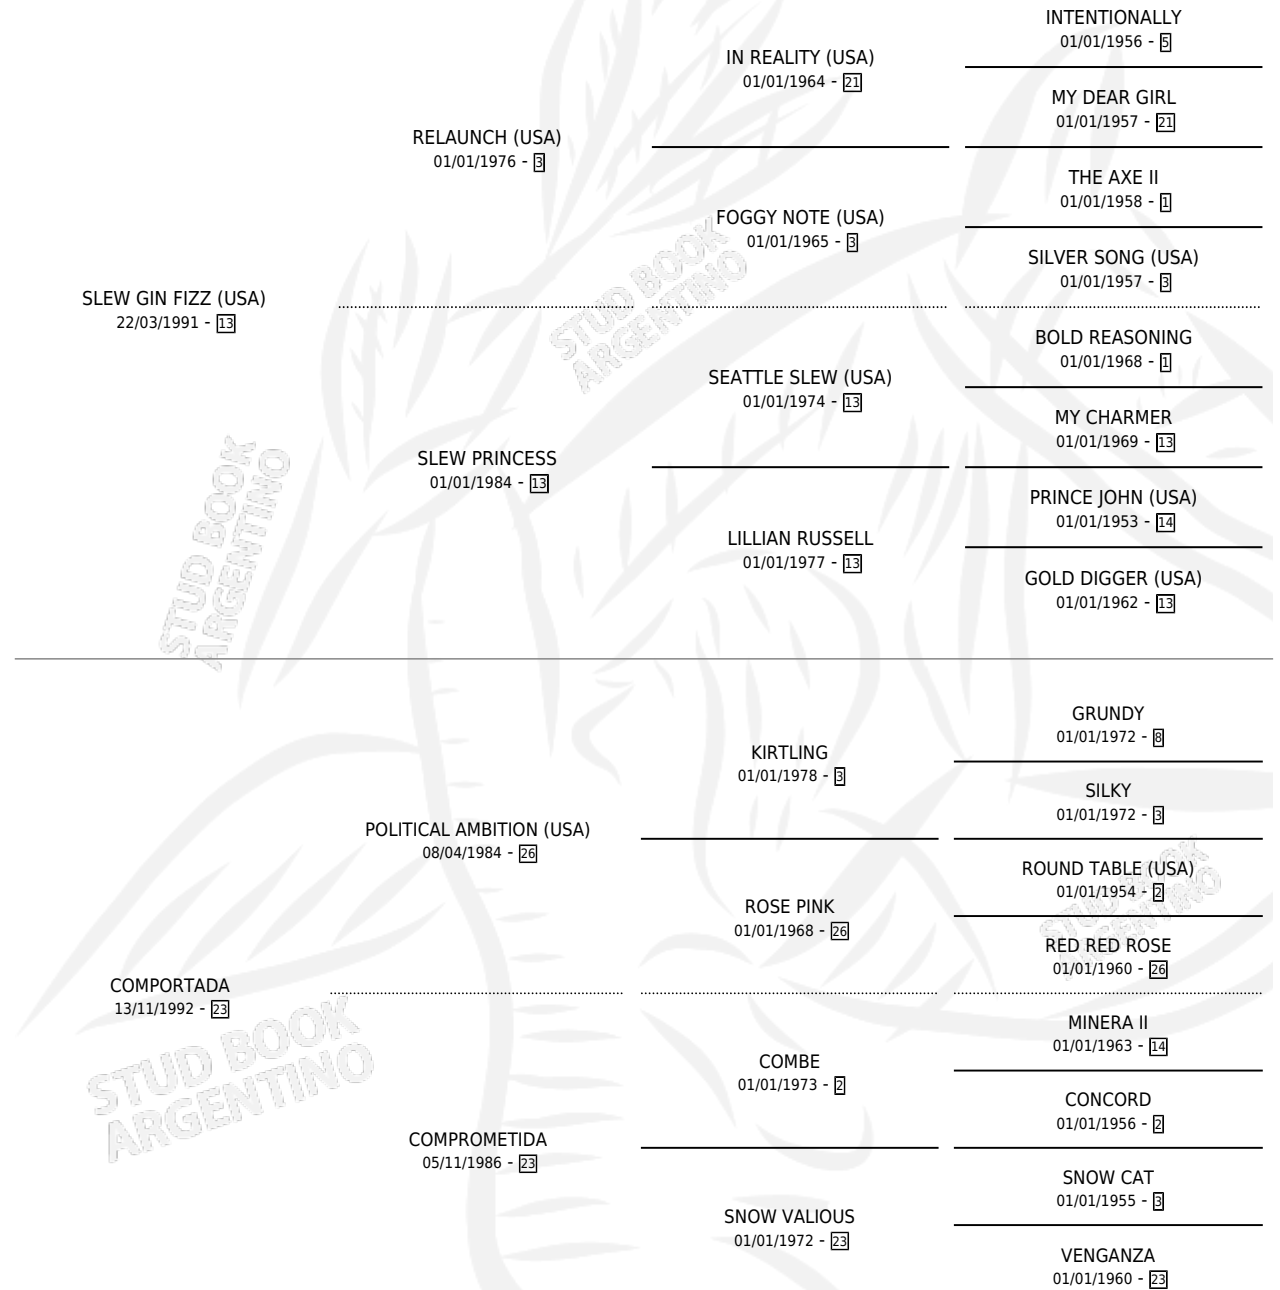 INTENTIONALLY
01/01/1956 - 5
IN REALITY (USA)
01/01/1964 - 21
MY DEAR GIRL
01/01/1957 - 21
RELAUNCH (USA)
01/01/1976 - 3
THE AXE II
01/01/1958 - 1
FOGGY NOTE (USA)
01/01/1965 - 3
SILVER SONG (USA)
01/01/1957 - 3
SLEW GIN FIZZ (USA)
22/03/1991 - 13
BOLD REASONING
01/01/1968 - 1
SEATTLE SLEW (USA)
01/01/1974 - 13
MY CHARMER
01/01/1969 - 13
SLEW PRINCESS
01/01/1984 - 13
PRINCE JOHN (USA)
01/01/1953 - 14
LILLIAN RUSSELL
01/01/1977 - 13
GOLD DIGGER (USA)
01/01/1962 - 13
STUD BOOK
ARGENTINO
STUD BOOK
ARGENTINO
GRUNDY
01/01/1972 - 8
KIRTLING
01/01/1978 - 3
SILKY
01/01/1972 - 3
POLITICAL AMBITION (USA)
08/04/1984 - 26
ROUND TABLE (USA)
01/01/1954 - 2
ROSE PINK
01/01/1968 - 26
RED RED ROSE
01/01/1960 - 26
COMPORTADA
13/11/1992 - 23
MINERA II
01/01/1963 - 14
COMBE
01/01/1973 - 2
CONCORD
01/01/1956 - 2
COMPROMETIDA
05/11/1986 - 23
SNOW CAT
01/01/1955 - 3
SNOW VALIOUS
01/01/1972 - 23
VENGANZA
01/01/1960 - 23
STUD BOOK
ARGENTINO
STUD BOOK
ARGENTINO